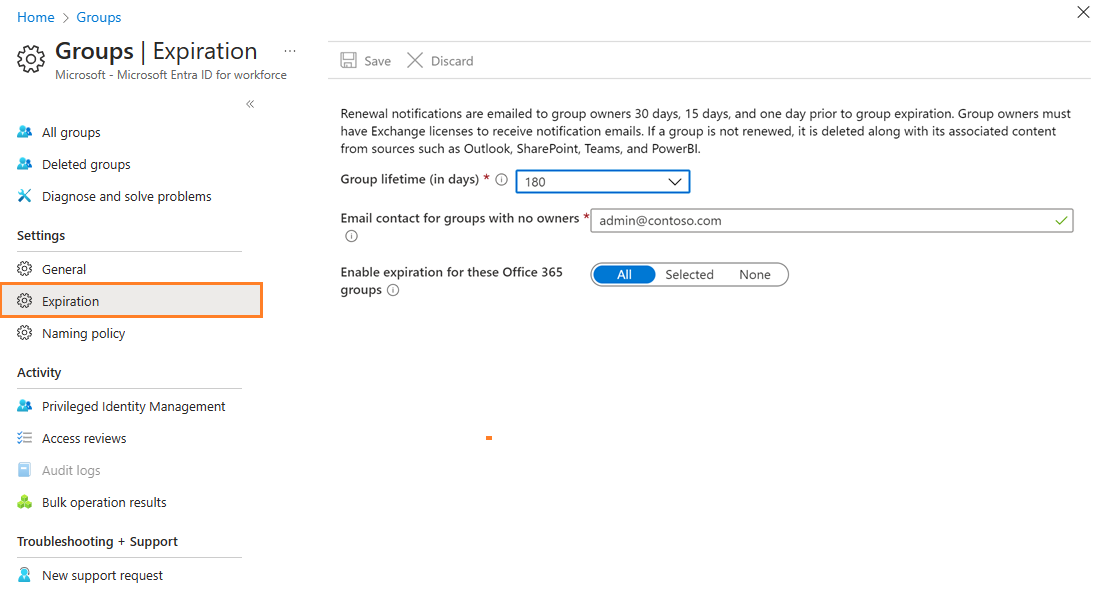 Home > Groups
Groups | Expiration ...
Microsoft - Microsoft Entra ID for workforce
«
All groups
Deleted groups
Diagnose and solve problems
Settings
General
Expiration
Naming policy
Activity
Privileged Identity Management
Access reviews
Audit logs
Bulk operation results
Troubleshooting + Support
New support request
Save Discard
Renewal notifications are emailed to group owners 30 days, 15 days, and one day prior to group expiration. Group owners must
have Exchange licenses to receive notification emails. If a group is not renewed, it is deleted along with its associated content
from sources such as Outlook, SharePoint, Teams, and PowerBI.
Group lifetime (in days) * 180
Email contact for groups with no owners * admin@contoso.com
Enable expiration for these Office 365
groups
All Selected None